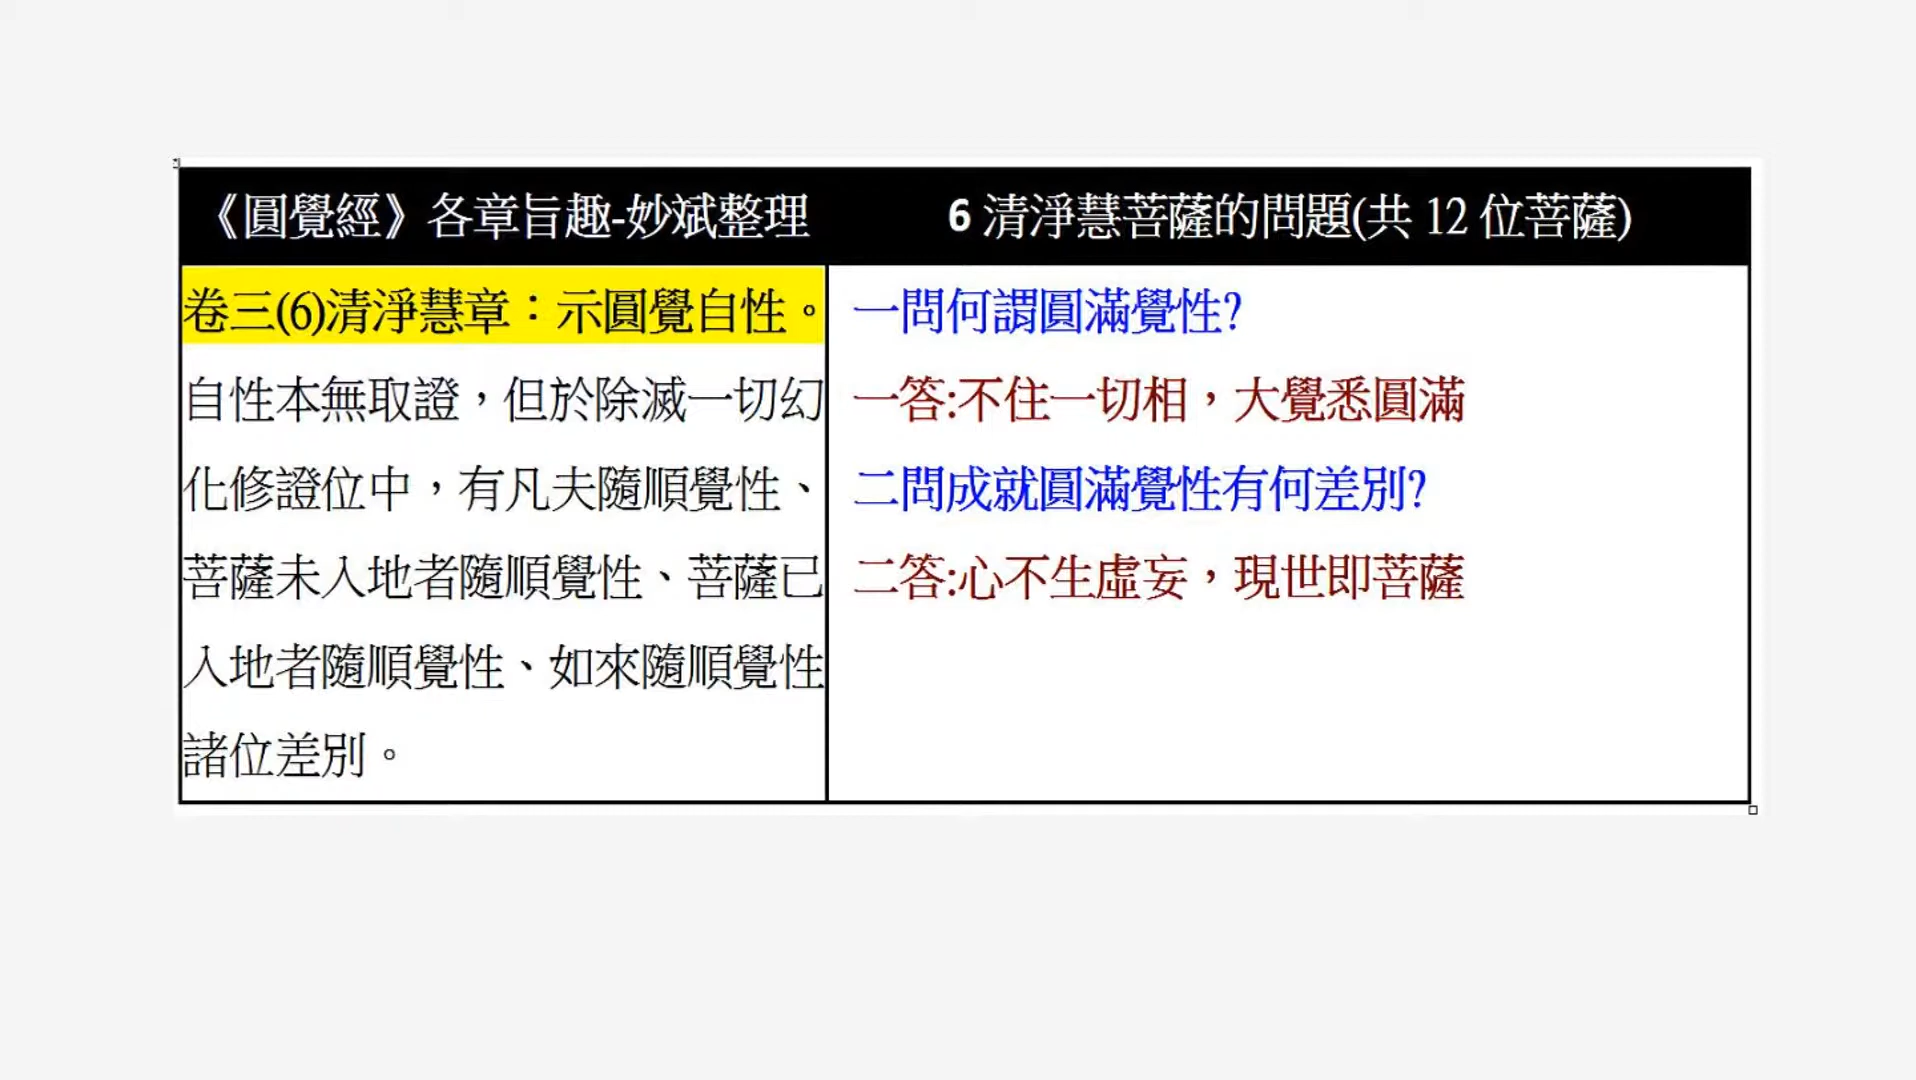 《圓覺經》各章旨趣-妙斌整理
6 清淨慧菩薩的問題(共 12 位菩薩)
卷三(6)清淨慧章：示圓覺自性。
自性本無取證，但於除滅一切幻
化修證位中，有凡夫隨順覺性、
菩薩未入地者隨順覺性、菩薩已
入地者隨順覺性、如來隨順覺性
諸位差別。
一問何謂圓滿覺性?
一答:不住一切相，大覺悉圓滿
二問成就圓滿覺性有何差別?
二答:心不生虛妄，現世即菩薩